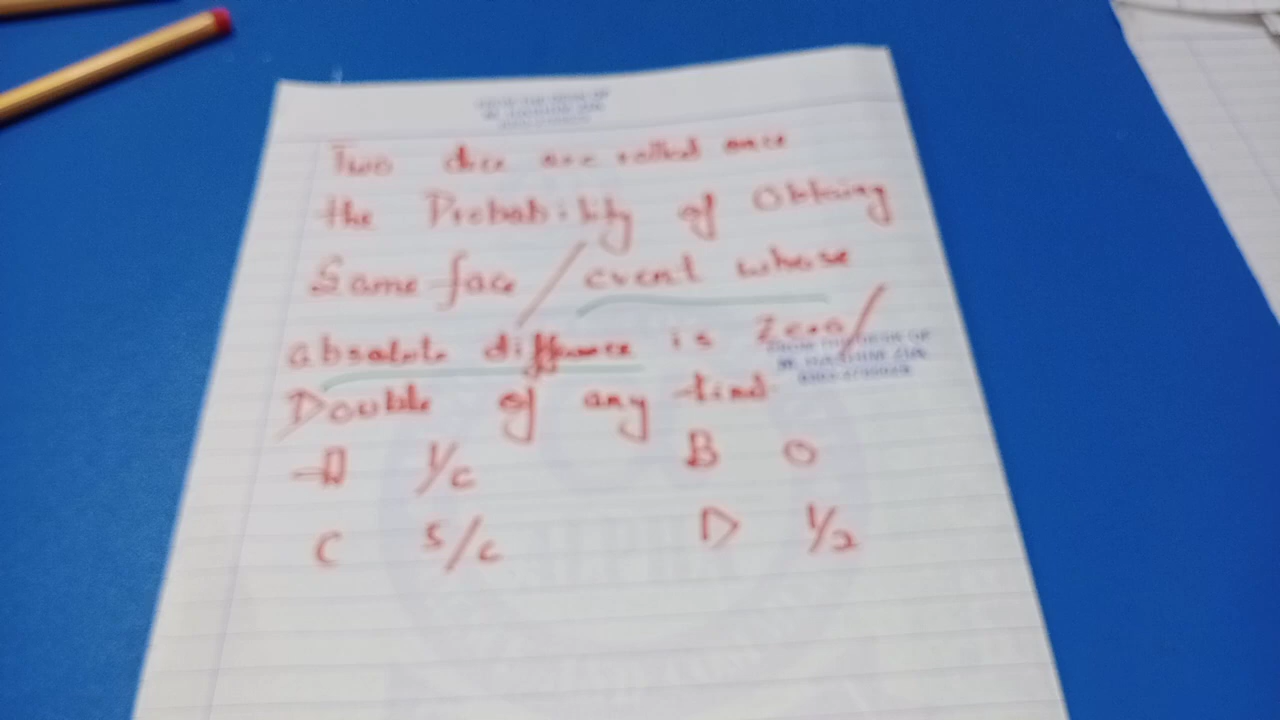 Two dice are rolled once
the Probability of Obtaing
Same face / event whose
absolute difference is Zero/
Double of any kind
A 1/6 B 0
C 5/6 D 1/2